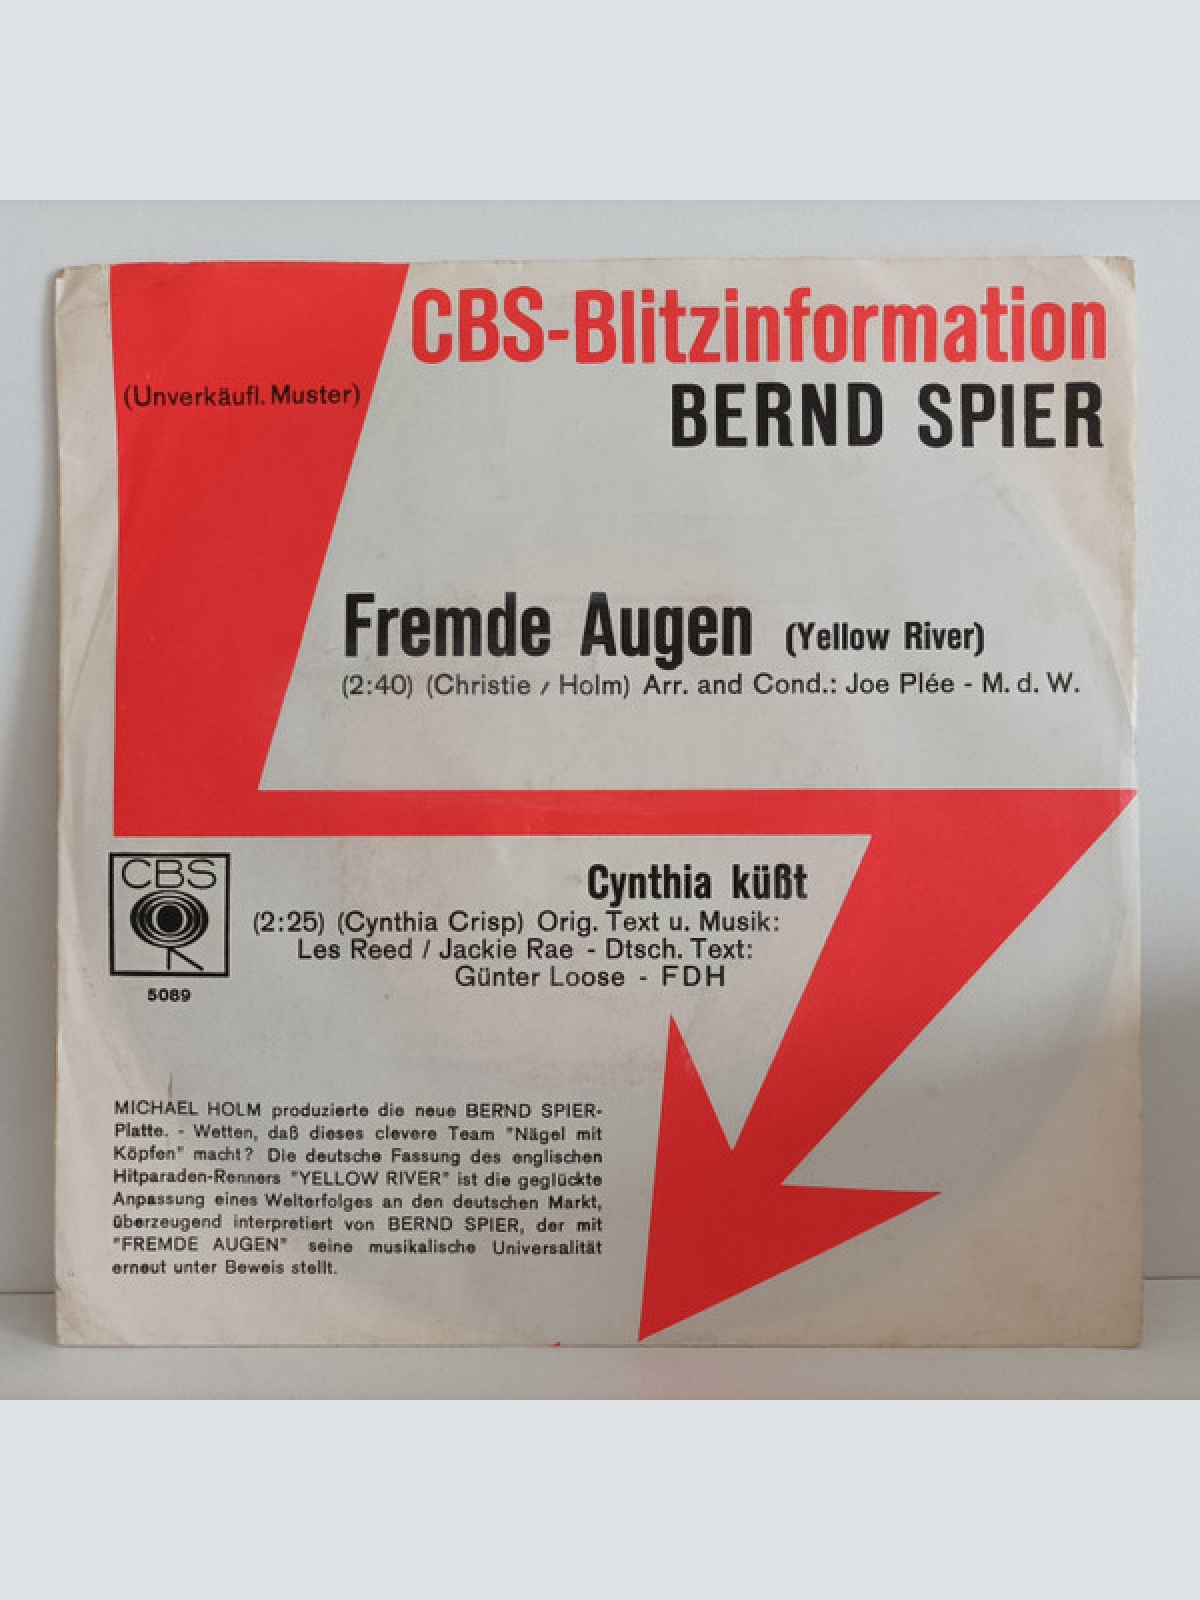 CBS-Blitzinformation
(Unverkäufl. Muster)
BERND SPIER
Fremde Augen (Yellow River)
(2:40) (Christie / Holm) Arr. and Cond.: Joe Plée - M. d. W.
CBS
Cynthia küßt
(2:25) (Cynthia Crisp) Orig. Text u. Musik:
Les Reed / Jackie Rae - Dtsch. Text:
Günter Loose - FDH
5089
MICHAEL HOLM produzierte die neue BERND SPIER-
Platte. - Wetten, daß dieses clevere Team "Nägel mit
Köpfen" macht? Die deutsche Fassung des englischen
Hitparaden-Renners "YELLOW RIVER" ist die geglückte
Anpassung eines Welterfolges an den deutschen Markt,
überzeugend interpretiert von BERND SPIER, der mit
"FREMDE AUGEN" seine musikalische Universalität
erneut unter Beweis stellt.